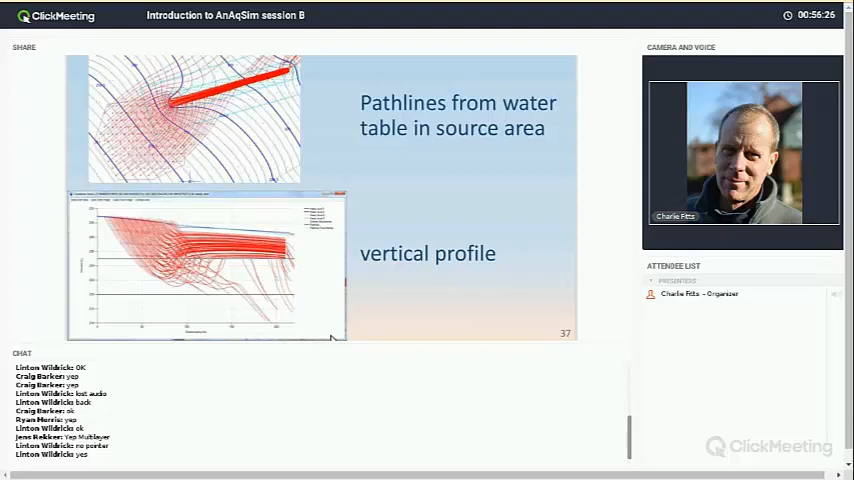 ClickMeeting
Introduction to AnAqSim session B
00:56:26
SHARE
Pathlines from water
table in source area
vertical profile
37
CAMERA AND VOICE
Charlie Fitts
ATTENDEE LIST
PRESENTERS
Charlie Fitts - Organizer
CHAT
Linton Wildrick: OK
Craig Barker: yep
Craig Barker: yep
Linton Wildrick: lost audio
Linton Wildrick: back
Craig Barker: ok
Ryan Morris: yep
Linton Wildrick: ok
Jens Rekker: Yep Multilayer
Linton Wildrick: no pointer
Linton Wildrick: yes
ClickMeeting